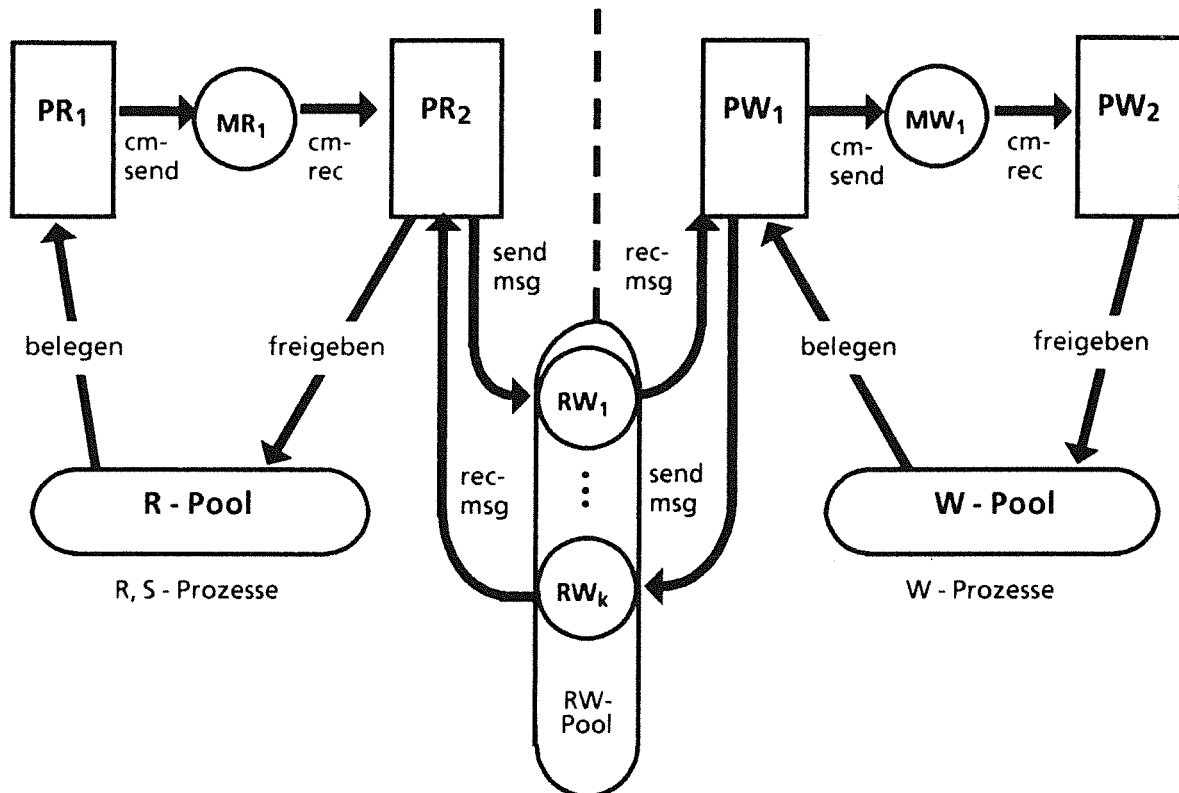 PR1
cm-
send
MR1
cm-
rec
PR2
PW1
cm-
send
MW1
cm-
rec
PW2
send
msg
rec-
msg
belegen
freigeben
belegen
freigeben
RW1
R - Pool
rec-
msg
send
msg
W - Pool
R, S - Prozesse
RWk
W - Prozesse
RW-
Pool